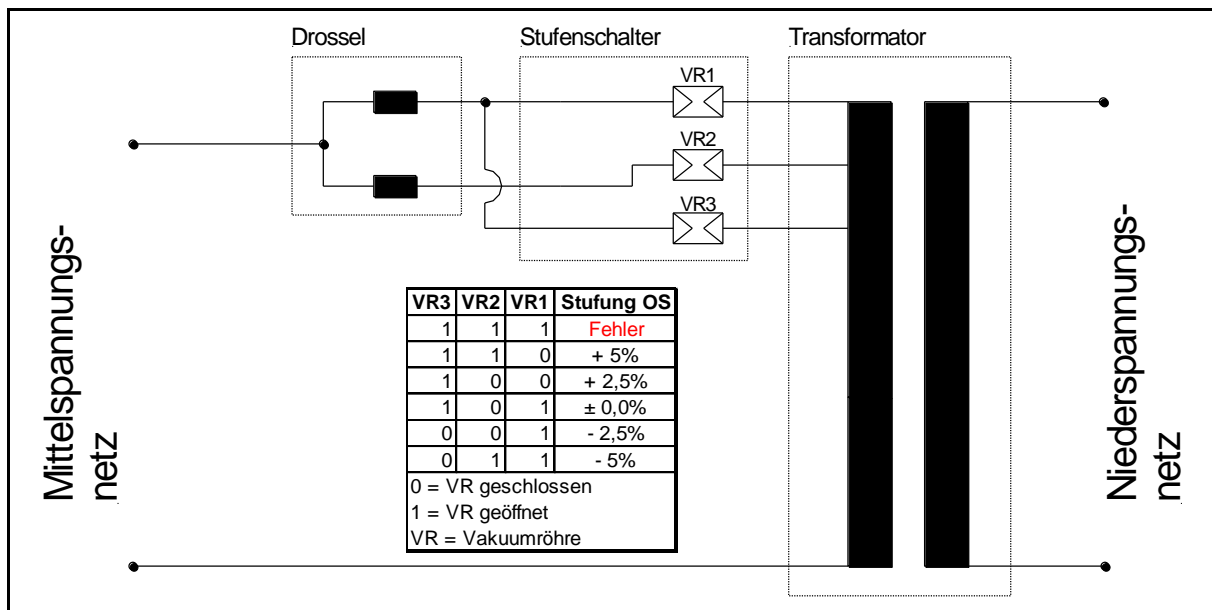 Drossel
Stufenschalter
Transformator
VR1
VR2
VR3
Mittelspannungs-
netz
VR3 VR2 VR1 Stufung OS
1 1 1 Fehler
1 1 0 + 5%
1 0 0 + 2,5%
1 0 1 ± 0,0%
0 0 1 - 2,5%
0 1 1 - 5%
0 = VR geschlossen
1 = VR geöffnet
VR = Vakuumröhre
Niederspannungs-
netz